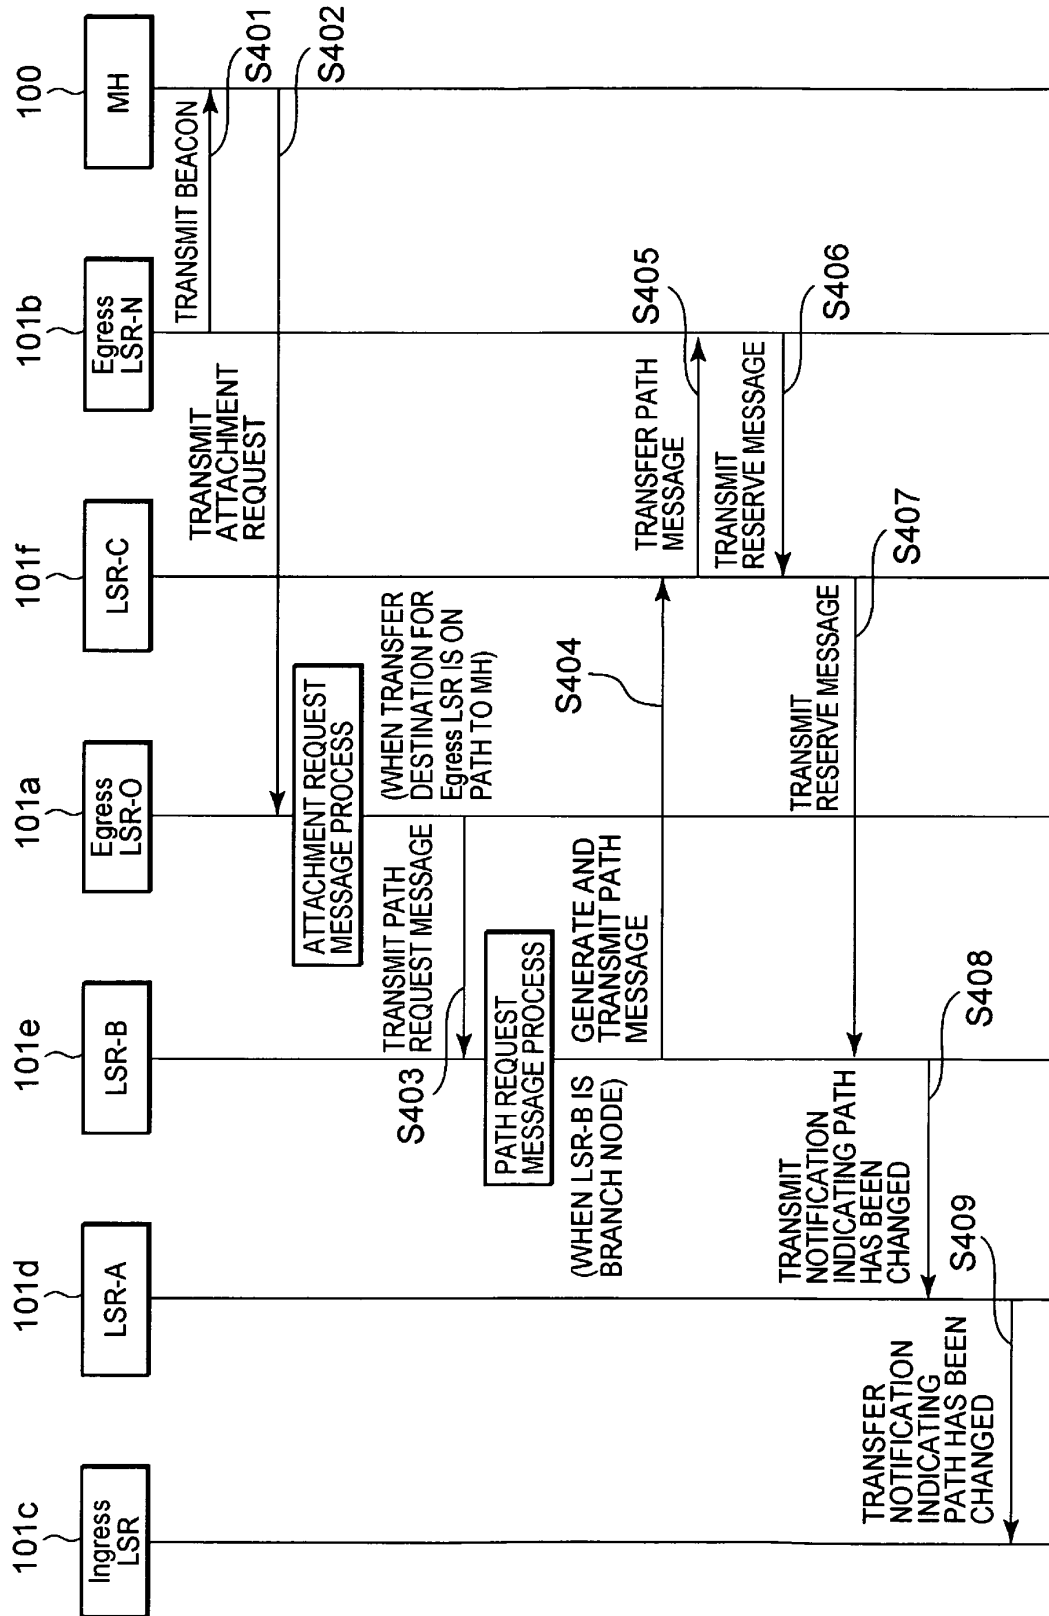 101c
Ingress
LSR
101d
LSR-A
101e
LSR-B
101a
Egress
LSR-O
101f
LSR-C
101b
Egress
LSR-N
100
MH
TRANSMIT BEACON
S401
TRANSMIT
ATTACHMENT
REQUEST
S402
ATTACHMENT REQUEST
MESSAGE PROCESS
(WHEN TRANSFER
DESTINATION FOR
Egress LSR IS ON
PATH TO MH)
TRANSMIT PATH
REQUEST MESSAGE
S403
PATH REQUEST
MESSAGE PROCESS
(WHEN LSR-B IS
BRANCH NODE)
GENERATE AND
TRANSMIT PATH
MESSAGE
S404
TRANSFER PATH
MESSAGE
S405
TRANSMIT
RESERVE MESSAGE
S406
TRANSMIT
RESERVE MESSAGE
S407
TRANSMIT
NOTIFICATION
INDICATING PATH
HAS BEEN
CHANGED
S408
TRANSFER
NOTIFICATION
INDICATING
PATH HAS BEEN
CHANGED
S409